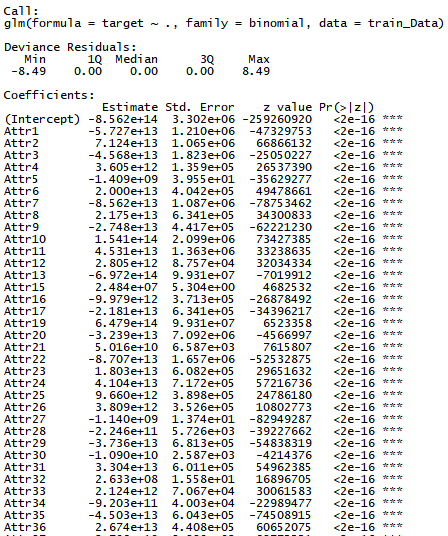 Call:
glm(formula = target ~ ., family = binomial, data = train_Data)
Deviance Residuals:
Min 1Q Median 3Q Max
-8.49 0.00 0.00 0.00 8.49
Coefficients:
Estimate Std. Error z value Pr(>|z|)
(Intercept) -8.562e+14 3.302e+06 -259260920 <2e-16 ***
Attr1 -5.727e+13 1.210e+06 -47329753 <2e-16 ***
Attr2 7.124e+13 1.065e+06 66866132 <2e-16 ***
Attr3 -4.568e+13 1.823e+06 -25050227 <2e-16 ***
Attr4 3.605e+12 1.359e+05 26537390 <2e-16 ***
Attr5 -1.409e+09 3.955e+01 -35629277 <2e-16 ***
Attr6 2.000e+13 4.042e+05 49478661 <2e-16 ***
Attr7 -8.562e+13 1.087e+06 -78753462 <2e-16 ***
Attr8 2.175e+13 6.341e+05 34300833 <2e-16 ***
Attr9 -2.748e+13 4.417e+05 -62221230 <2e-16 ***
Attr10 1.541e+14 2.099e+06 73427385 <2e-16 ***
Attr11 4.531e+13 1.363e+06 33238635 <2e-16 ***
Attr12 2.805e+12 8.757e+04 32034334 <2e-16 ***
Attr13 -6.972e+14 9.931e+07 -7019912 <2e-16 ***
Attr15 2.484e+07 5.304e+00 4682532 <2e-16 ***
Attr16 -9.979e+12 3.713e+05 -26878492 <2e-16 ***
Attr17 -2.181e+13 6.341e+05 -34396217 <2e-16 ***
Attr19 6.479e+14 9.931e+07 6523358 <2e-16 ***
Attr20 -3.239e+13 7.092e+06 -4566997 <2e-16 ***
Attr21 5.016e+10 6.587e+03 7615807 <2e-16 ***
Attr22 -8.707e+13 1.657e+06 -52532875 <2e-16 ***
Attr23 1.803e+13 6.082e+05 29651632 <2e-16 ***
Attr24 4.104e+13 7.172e+05 57216736 <2e-16 ***
Attr25 9.660e+12 3.898e+05 24786180 <2e-16 ***
Attr26 3.809e+12 3.526e+05 10802773 <2e-16 ***
Attr27 -1.140e+09 1.374e+01 -82949287 <2e-16 ***
Attr28 -2.246e+11 5.726e+03 -39227662 <2e-16 ***
Attr29 -3.736e+13 6.813e+05 -54838319 <2e-16 ***
Attr30 -1.090e+10 2.587e+03 -4214376 <2e-16 ***
Attr31 3.304e+13 6.011e+05 54962385 <2e-16 ***
Attr32 2.633e+08 1.558e+01 16896705 <2e-16 ***
Attr33 2.124e+12 7.067e+04 30061583 <2e-16 ***
Attr34 -9.203e+11 4.003e+04 -22989477 <2e-16 ***
Attr35 -4.503e+13 6.043e+05 -74508915 <2e-16 ***
Attr36 2.674e+13 4.408e+05 60652075 <2e-16 ***